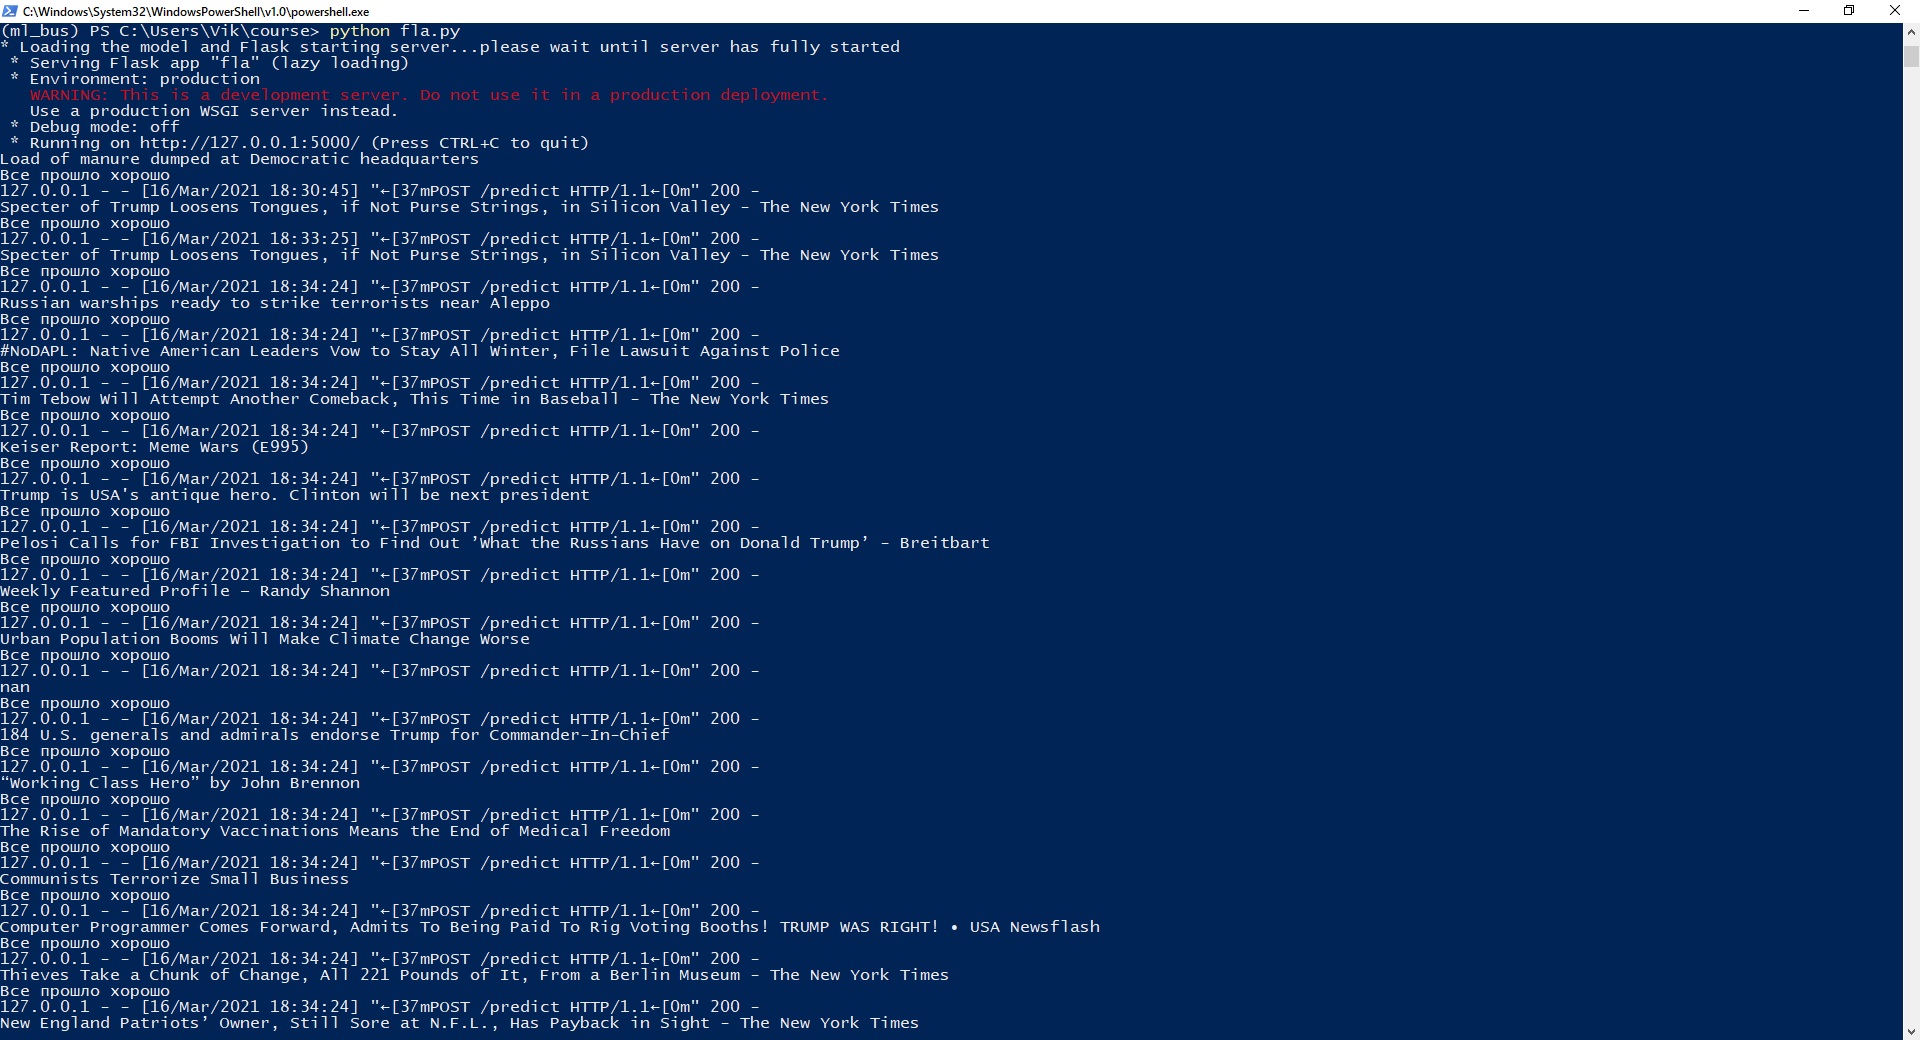 C:\Windows\System32\WindowsPowerShell\v1.0\powershell.exe
(ml_bus) PS C:\Users\Vik\course> python fla.py
* Loading the model and Flask starting server...please wait until server has fully started
 * Serving Flask app "fla" (lazy loading)
 * Environment: production
   WARNING: This is a development server. Do not use it in a production deployment.
   Use a production WSGI server instead.
 * Debug mode: off
 * Running on http://127.0.0.1:5000/ (Press CTRL+C to quit)
Load of manure dumped at Democratic headquarters
Все прошло хорошо
127.0.0.1 - - [16/Mar/2021 18:30:45] "←[37mPOST /predict HTTP/1.1←[0m" 200 -
Specter of Trump Loosens Tongues, if Not Purse Strings, in Silicon Valley - The New York Times
Все прошло хорошо
127.0.0.1 - - [16/Mar/2021 18:33:25] "←[37mPOST /predict HTTP/1.1←[0m" 200 -
Specter of Trump Loosens Tongues, if Not Purse Strings, in Silicon Valley - The New York Times
Все прошло хорошо
127.0.0.1 - - [16/Mar/2021 18:34:24] "←[37mPOST /predict HTTP/1.1←[0m" 200 -
Russian warships ready to strike terrorists near Aleppo
Все прошло хорошо
127.0.0.1 - - [16/Mar/2021 18:34:24] "←[37mPOST /predict HTTP/1.1←[0m" 200 -
#NoDAPL: Native American Leaders Vow to Stay All Winter, File Lawsuit Against Police
Все прошло хорошо
127.0.0.1 - - [16/Mar/2021 18:34:24] "←[37mPOST /predict HTTP/1.1←[0m" 200 -
Tim Tebow Will Attempt Another Comeback, This Time in Baseball - The New York Times
Все прошло хорошо
127.0.0.1 - - [16/Mar/2021 18:34:24] "←[37mPOST /predict HTTP/1.1←[0m" 200 -
Keiser Report: Meme Wars (E995)
Все прошло хорошо
127.0.0.1 - - [16/Mar/2021 18:34:24] "←[37mPOST /predict HTTP/1.1←[0m" 200 -
Trump is USA's antique hero. Clinton will be next president
Все прошло хорошо
127.0.0.1 - - [16/Mar/2021 18:34:24] "←[37mPOST /predict HTTP/1.1←[0m" 200 -
Pelosi Calls for FBI Investigation to Find Out ’What the Russians Have on Donald Trump’ - Breitbart
Все прошло хорошо
127.0.0.1 - - [16/Mar/2021 18:34:24] "←[37mPOST /predict HTTP/1.1←[0m" 200 -
Weekly Featured Profile – Randy Shannon
Все прошло хорошо
127.0.0.1 - - [16/Mar/2021 18:34:24] "←[37mPOST /predict HTTP/1.1←[0m" 200 -
Urban Population Booms Will Make Climate Change Worse
Все прошло хорошо
127.0.0.1 - - [16/Mar/2021 18:34:24] "←[37mPOST /predict HTTP/1.1←[0m" 200 -
nan
Все прошло хорошо
127.0.0.1 - - [16/Mar/2021 18:34:24] "←[37mPOST /predict HTTP/1.1←[0m" 200 -
184 U.S. generals and admirals endorse Trump for Commander-In-Chief
Все прошло хорошо
127.0.0.1 - - [16/Mar/2021 18:34:24] "←[37mPOST /predict HTTP/1.1←[0m" 200 -
“Working Class Hero” by John Brennon
Все прошло хорошо
127.0.0.1 - - [16/Mar/2021 18:34:24] "←[37mPOST /predict HTTP/1.1←[0m" 200 -
The Rise of Mandatory Vaccinations Means the End of Medical Freedom
Все прошло хорошо
127.0.0.1 - - [16/Mar/2021 18:34:24] "←[37mPOST /predict HTTP/1.1←[0m" 200 -
Communists Terrorize Small Business
Все прошло хорошо
127.0.0.1 - - [16/Mar/2021 18:34:24] "←[37mPOST /predict HTTP/1.1←[0m" 200 -
Computer Programmer Comes Forward, Admits To Being Paid To Rig Voting Booths! TRUMP WAS RIGHT! • USA Newsflash
Все прошло хорошо
127.0.0.1 - - [16/Mar/2021 18:34:24] "←[37mPOST /predict HTTP/1.1←[0m" 200 -
Thieves Take a Chunk of Change, All 221 Pounds of It, From a Berlin Museum - The New York Times
Все прошло хорошо
127.0.0.1 - - [16/Mar/2021 18:34:24] "←[37mPOST /predict HTTP/1.1←[0m" 200 -
New England Patriots’ Owner, Still Sore at N.F.L., Has Payback in Sight - The New York Times